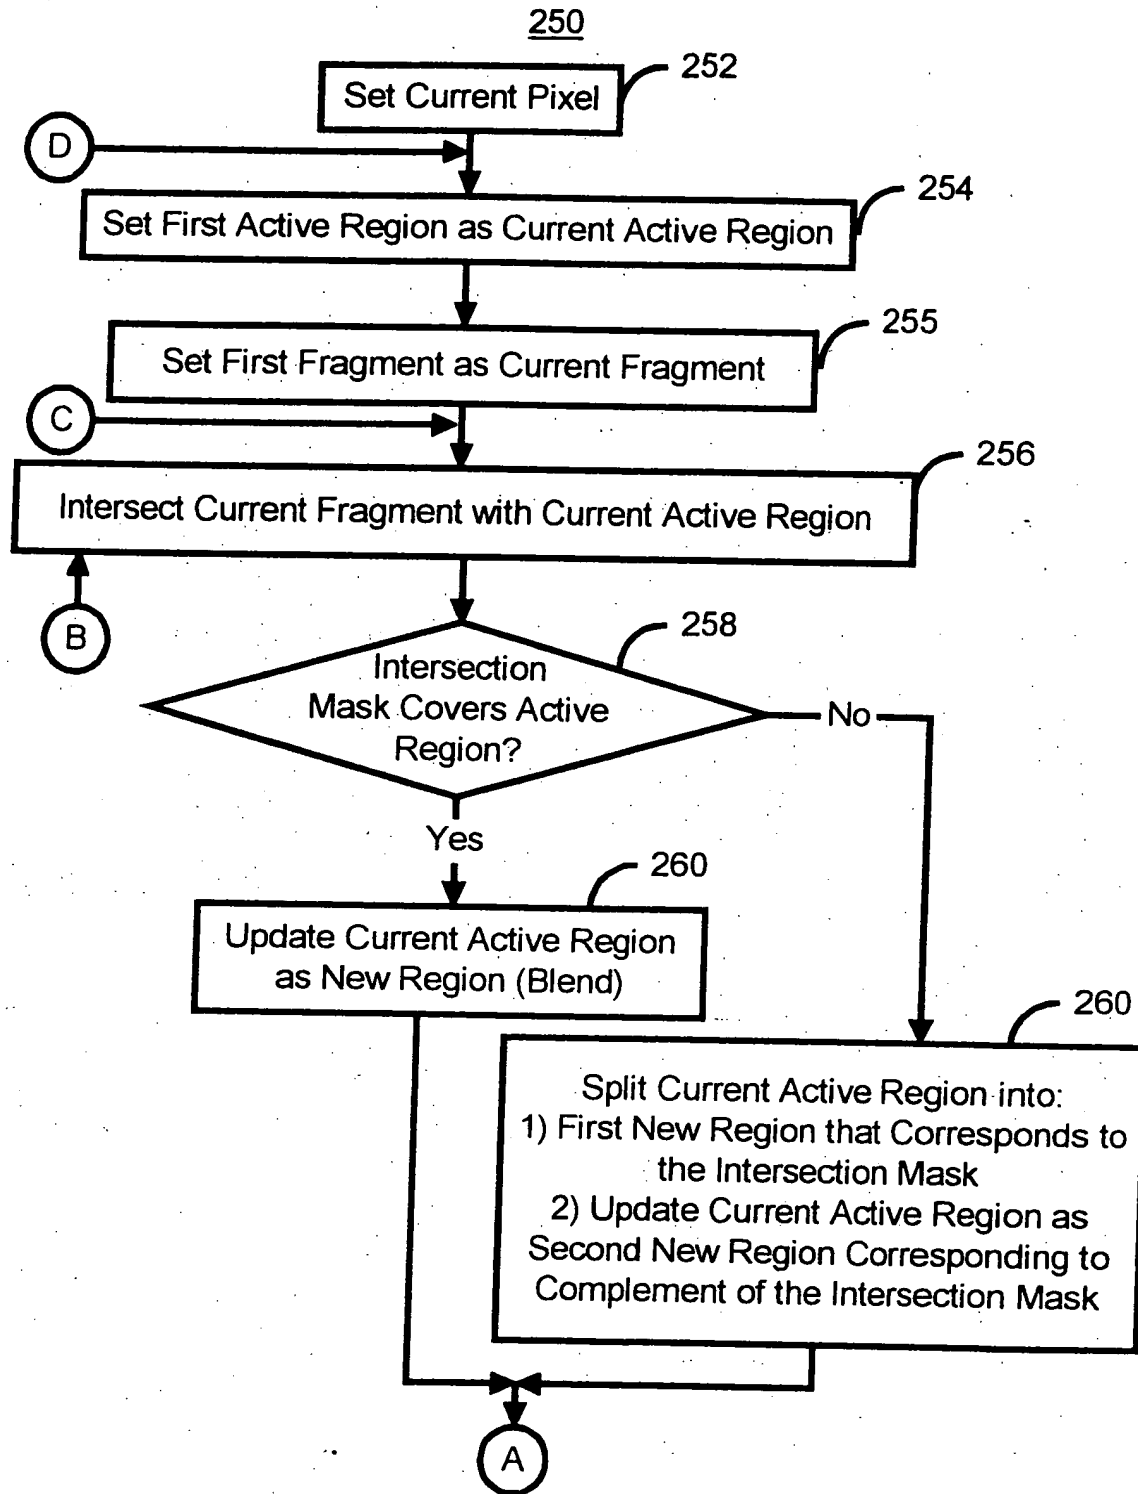 250
252
Set Current Pixel
D
254
Set First Active Region as Current Active Region
255
Set First Fragment as Current Fragment
C
256
Intersect Current Fragment with Current Active Region
B
258
Intersection
Mask Covers Active
Region?
No
Yes
260
Update Current Active Region
as New Region (Blend)
260
Split Current Active Region into:
1) First New Region that Corresponds to
the Intersection Mask
2) Update Current Active Region as
Second New Region Corresponding to
Complement of the Intersection Mask
A